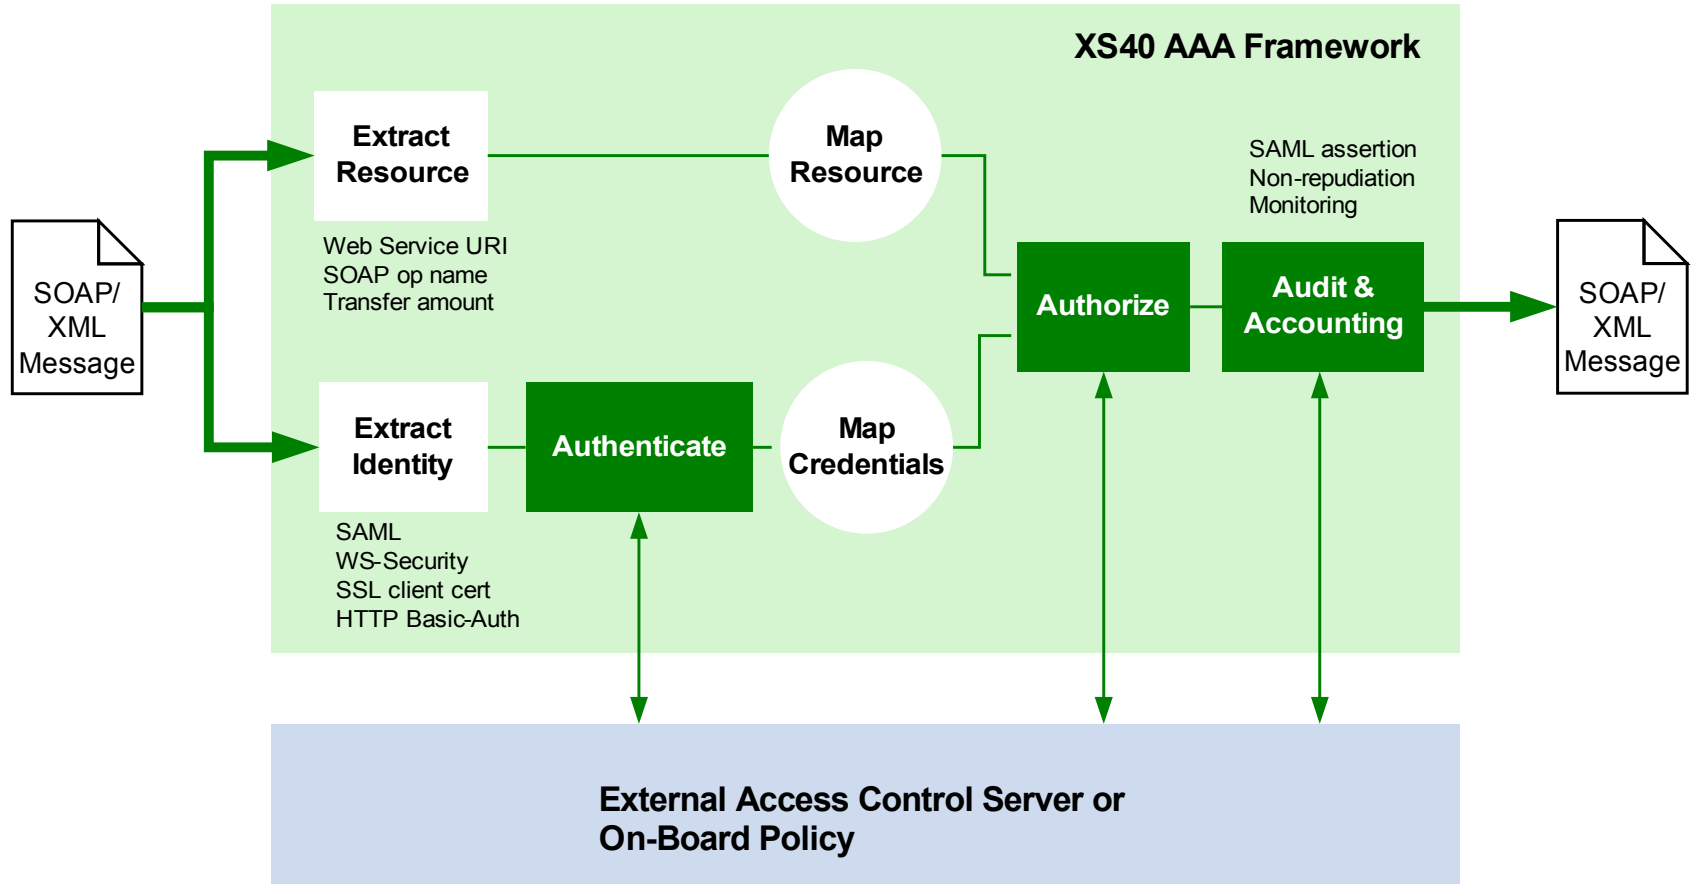 XS40 AAA Framework
Extract
Resource
Map
Resource
SAML assertion
Non-repudiation
Monitoring
Web Service URI
SOAP op name
Transfer amount
SOAP/
XML
Message
Authorize
Audit &
Accounting
SOAP/
XML
Message
Extract
Identity
Authenticate
Map
Credentials
SAML
WS-Security
SSL client cert
HTTP Basic-Auth
External Access Control Server or
On-Board Policy